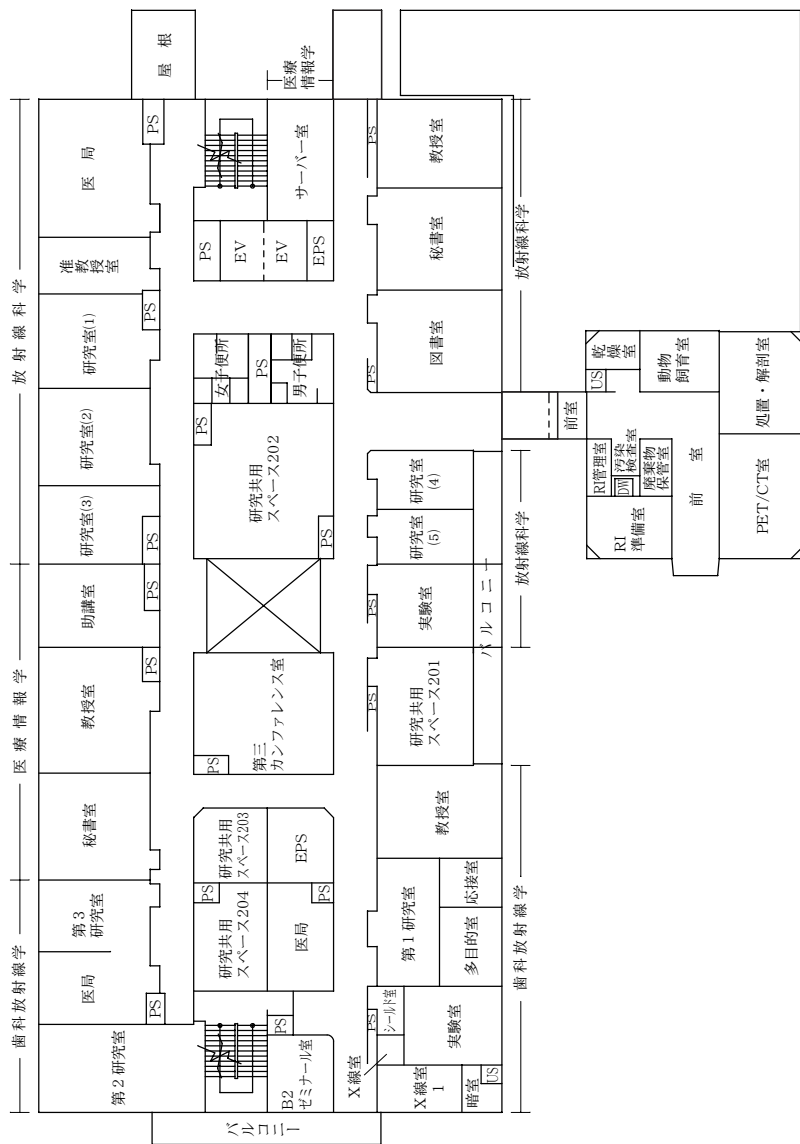 屋根
医療
情報学
放射線科学
医療情報学
歯科放射線学
医局
PS
准教授
室
研究室(1)
PS
研究室(2)
研究室(3)
PS
助講室
PS
教授室
PS
秘書室
第3
研究室
医局
PS
第2研究室
サーバー室
PS
EV
EV
EPS
女子便所
PS
男子便所
PS
研究共用
スペース202
PS
第三
カンファレンス室
PS
研究共用
スペース203
EPS
PS
研究共用
スペース204
医局
PS
PS
B2
ゼミナール室
バルコニー
PS
教授室
秘書室
図書室
PS
放射線科学
研究室
(4)
研究室
(5)
実験室
PS
放射線科学
バルコニー
研究共用
スペース201
PS
教授室
第1研究室
応接室
多目的室
シールド室
PS
実験室
X線室
X線室
1
暗室
US
歯科放射線学
前室
乾燥室
US
動物
飼育室
処置・解剖室
RI管理室
汚染
検査室
DW
廃棄物
保管室
RI
準備室
前室
PET/CT室